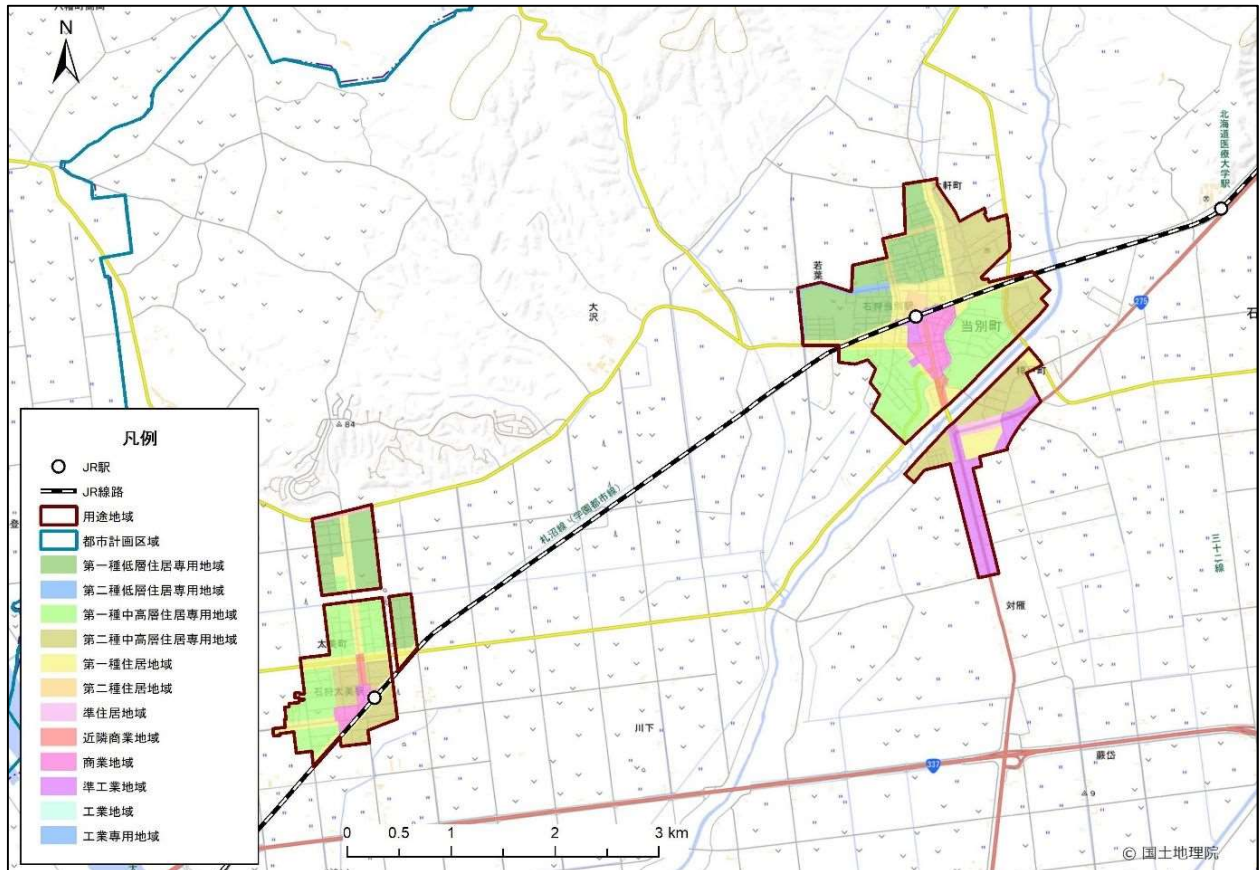 N
北海道医療大学駅
若葉
石狩当別駅
当別町
275
石
大沢
84
札沼線(学園都市線)
三十二線
対雁
太美町
石狩太美駅
川下
蕨岱
337
9
登
凡例
JR駅
JR線路
用途地域
都市計画区域
第一種低層住居専用地域
第二種低層住居専用地域
第一種中高層住居専用地域
第二種中高層住居専用地域
第一種住居地域
第二種住居地域
準住居地域
近隣商業地域
商業地域
準工業地域
工業地域
工業専用地域
0 0.5 1 2 3 km
© 国土地理院